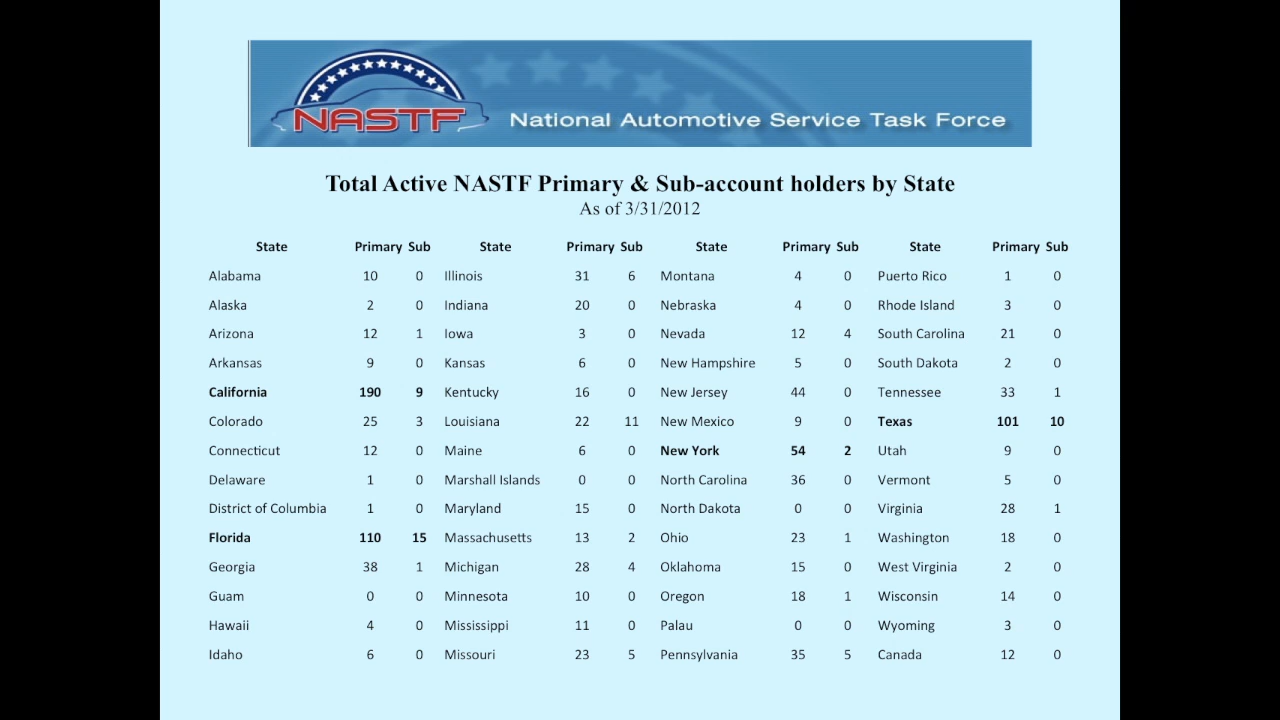 NASTF
National Automotive Service Task Force
Total Active NASTF Primary & Sub-account holders by State
As of 3/31/2012
State Primary Sub State Primary Sub State Primary Sub State Primary Sub
Alabama 10 0 Illinois 31 6 Montana 4 0 Puerto Rico 1 0
Alaska 2 0 Indiana 20 0 Nebraska 4 0 Rhode Island 3 0
Arizona 12 1 Iowa 3 0 Nevada 12 4 South Carolina 21 0
Arkansas 9 0 Kansas 6 0 New Hampshire 5 0 South Dakota 2 0
California 190 9 Kentucky 16 0 New Jersey 44 0 Tennessee 33 1
Colorado 25 3 Louisiana 22 11 New Mexico 9 0 Texas 101 10
Connecticut 12 0 Maine 6 0 New York 54 2 Utah 9 0
Delaware 1 0 Marshall Islands 0 0 North Carolina 36 0 Vermont 5 0
District of Columbia 1 0 Maryland 15 0 North Dakota 0 0 Virginia 28 1
Florida 110 15 Massachusetts 13 2 Ohio 23 1 Washington 18 0
Georgia 38 1 Michigan 28 4 Oklahoma 15 0 West Virginia 2 0
Guam 0 0 Minnesota 10 0 Oregon 18 1 Wisconsin 14 0
Hawaii 4 0 Mississippi 11 0 Palau 0 0 Wyoming 3 0
Idaho 6 0 Missouri 23 5 Pennsylvania 35 5 Canada 12 0